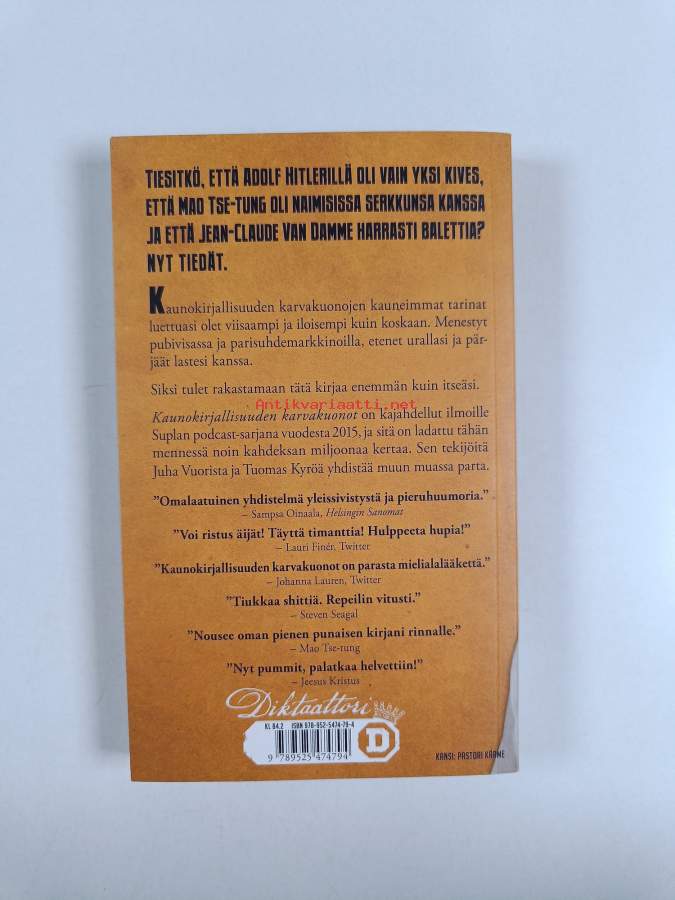 Tiesitkö, että Adolf Hitlerillä oli vain yksi kives,
että Mao Tse-tung oli naimisissa serkkunsa kanssa
ja että Jean-Claude Van Damme harrasti balettia?
Nyt tiedät.
Kaunokirjallisuuden karvakuonojen kauneimmat tarinat
luettuasi olet viisaampi ja iloisempi kuin koskaan. Menestyt
pubivisassa ja parisuhdemarkkinoilla, etenet urallasi ja pär-
jäät lastesi kanssa.
Siksi tulet rakastamaan tätä kirjaa enemmän kuin itseäsi.
Antikvariaatti.net
Kaunokirjallisuuden karvakuonot on kajahdellut ilmoille
Suplan podcast-sarjana vuodesta 2015, ja sitä on ladattu tähän
mennessä noin kahdeksan miljoonaa kertaa. Sen tekijöitä
Juha Vuorista ja Tuomas Kyröä yhdistää muun muassa parta.
”Omalaatuinen yhdistelmä yleissivistystä ja pieruhuumoria.”
– Sampsa Oinaala, Helsingin Sanomat
”Voi ristus äijät! Täyttä timanttia! Hulppeeta hupia!”
– Lauri Finér, Twitter
”Kaunokirjallisuuden karvakuonot on parasta mielialalääkettä.”
– Johanna Lauren, Twitter
”Tiukkaa shittiä. Repeilin vitusti.”
– Steven Seagal
”Nousee oman pienen punaisen kirjani rinnalle.”
– Mao Tse-tung
”Nyt pummit, palatkaa helvettiin!”
– Jeesus Kristus
Diktaattori
KL 84.2 ISBN 978-952-5474-79-4
D
9 789525 474794
KANSI: PASTORI KÄÄRME